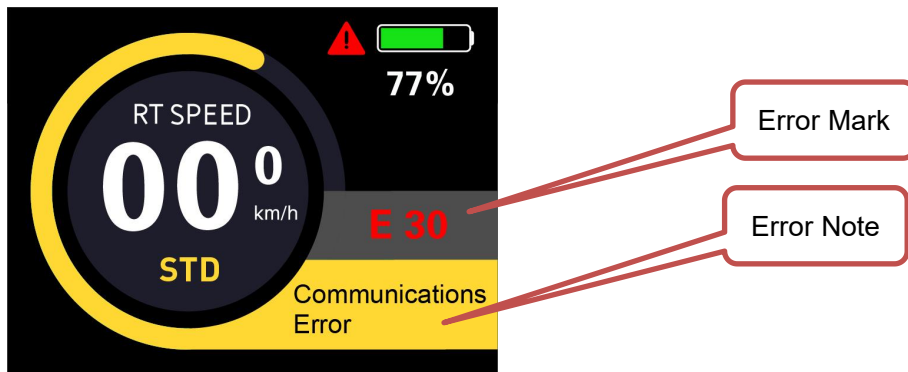 77%
RT SPEED
00 0
km/h
STD
E 30
Communications
Error
Error Mark
Error Note